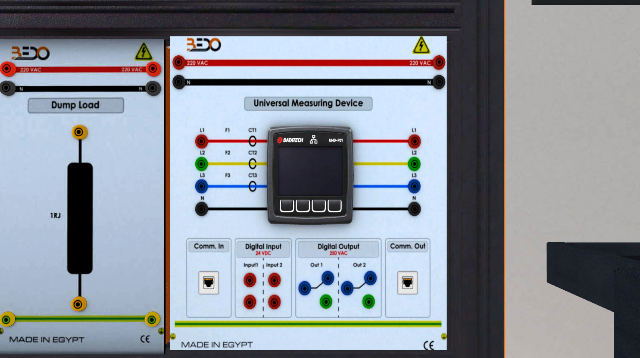 BEDO
220 VAC 220 VAC
N N
Dump Load
1RJ
MADE IN EGYPT CE
BEDO
220 VAC 220 VAC
N N
Universal Measuring Device
L1 F1 CT1 L1
L2 F2 CT2 L2
L3 F3 CT3 L3
N N
Comm. In
Digital Input
24 VDC
Input1 Input 2
Digital Output
250 VAC
Out 1 Out 2
Comm. Out
MADE IN EGYPT CE